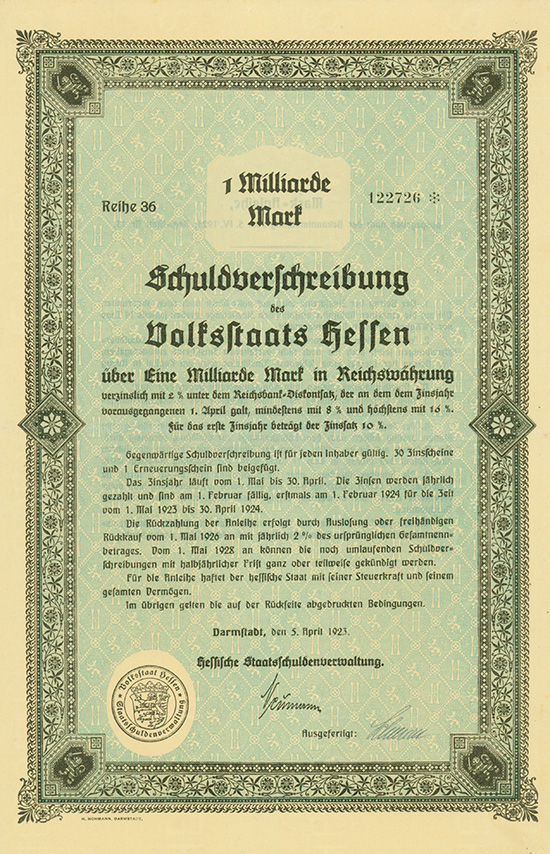 1 Milliarde
Mark
Reihe 36
122726 ※
Schuldverschreibung
des
Volksstaats Hessen
über Eine Milliarde Mark in Reichswährung
verzinslich mit 2 % unter dem Reichsbank-Diskontsatz, der an dem dem Zinsjahr
vorausgegangenen 1. April galt, mindestens mit 8 % und höchstens mit 16 %.
Für das erste Zinsjahr beträgt der Zinsfatz 10 %.
Gegenwärtige Schuldverschreibung ist für jeden Inhaber gültig. 30 Zinscheine
und 1 Erneuerungsschein sind beigefügt.
Das Zinsjahr läuft vom 1. Mai bis 30. April. Die Zinsen werden jährlich
gezahlt und sind am 1. Februar fällig, erstmals am 1. Februar 1924 für die Zeit
vom 1. Mai 1923 bis 30. April 1924.
Die Rückzahlung der Anleihe erfolgt durch Auslosung oder freihändigen
Rückkauf vom 1. Mai 1926 an mit jährlich 2 % des ursprünglichen Gesamtnenn-
betrages. Vom 1. Mai 1928 an können die noch umlaufenden Schuldver-
schreibungen mit halbjährlicher Frist ganz oder teilweise gekündigt werden.
Für die Anleihe haftet der hessische Staat mit seiner Steuerkraft und seinem
gesamten Vermögen.
Im übrigen gelten die auf der Rückseite abgedruckten Bedingungen.
Darmstadt, den 5. April 1923.
Hessische Staatsschuldenverwaltung.
Volksstaat Hessen
Staatsschuldenverwaltung
Neumann
Ausgefertigt:
H. HOHMANN, DARMSTADT.